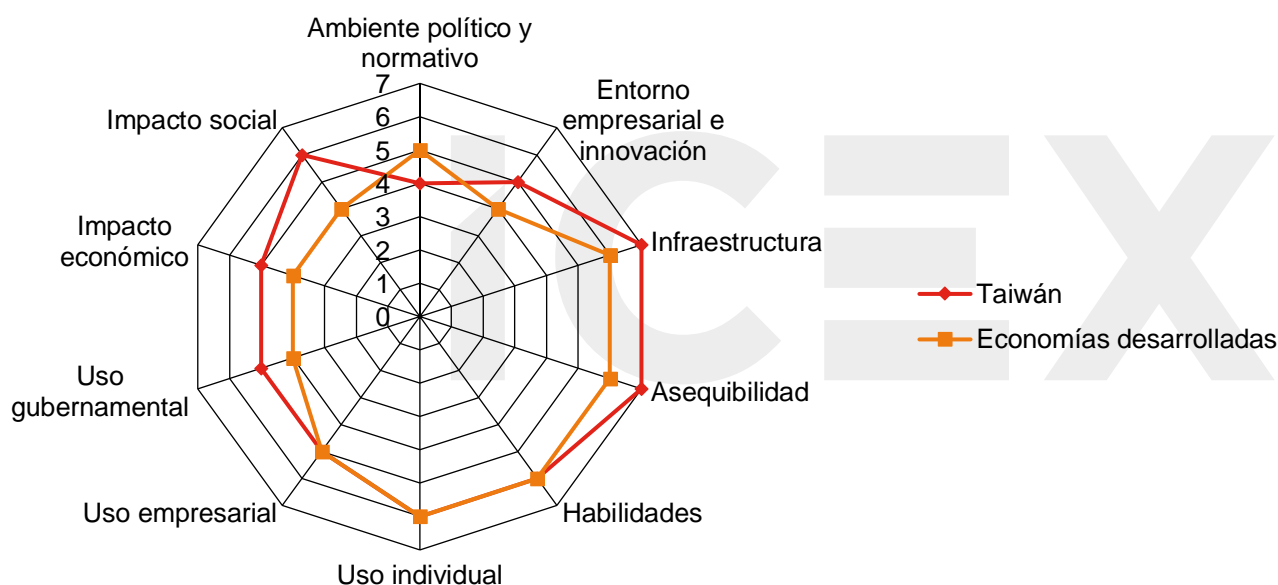 Ambiente político y
normativo
Entorno
empresarial e
innovación
Infraestructura
Asequibilidad
Habilidades
Uso individual
Uso empresarial
Uso
gubernamental
Impacto
económico
Impacto social
7
6
5
4
3
2
1
0
Taiwán
Economías desarrolladas
ICEX